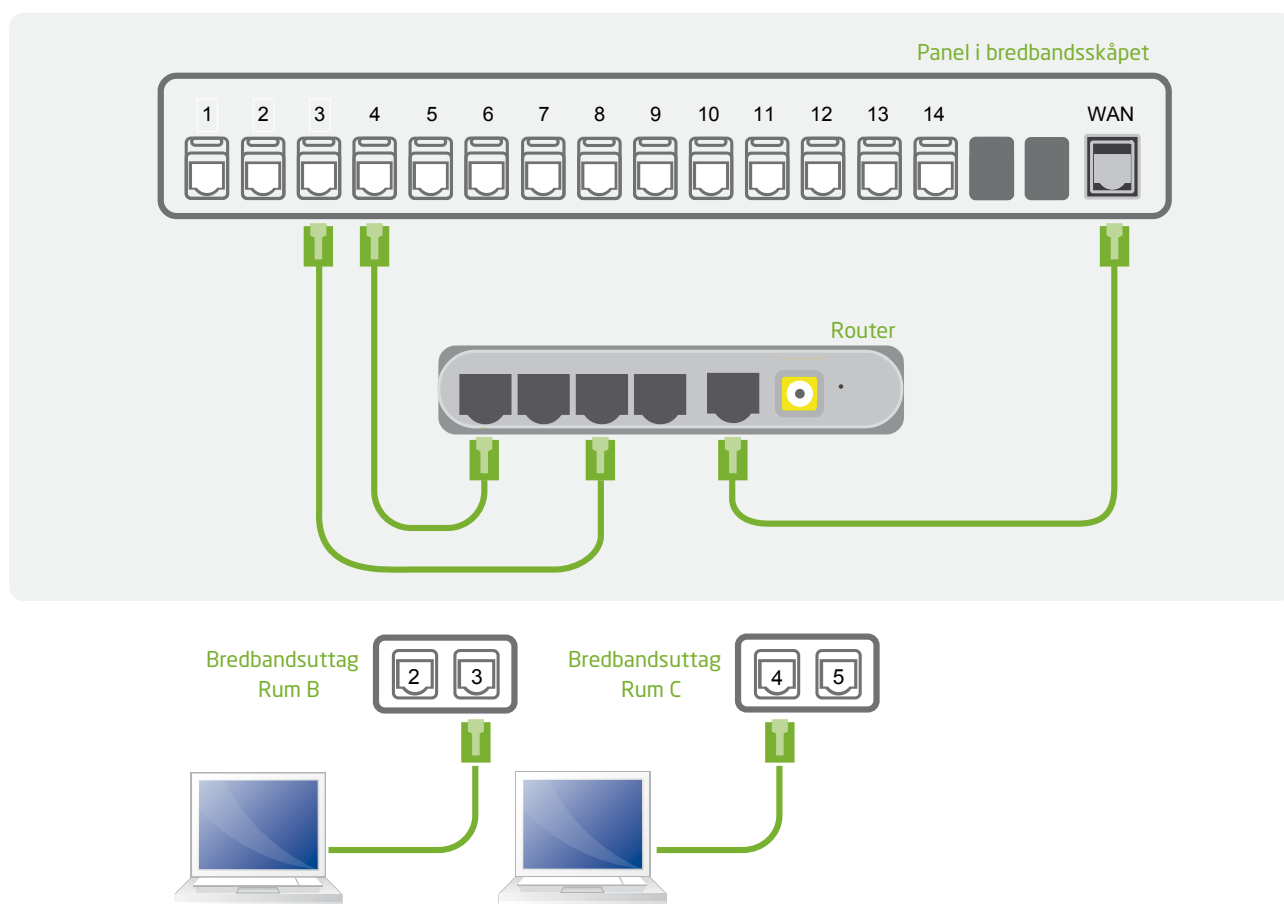 Panel i bredbandsskåpet
1 2 3 4 5 6 7 8 9 10 11 12 13 14 WAN
Router
Bredbandsuttag
Rum B
2 3
Bredbandsuttag
Rum C
4 5